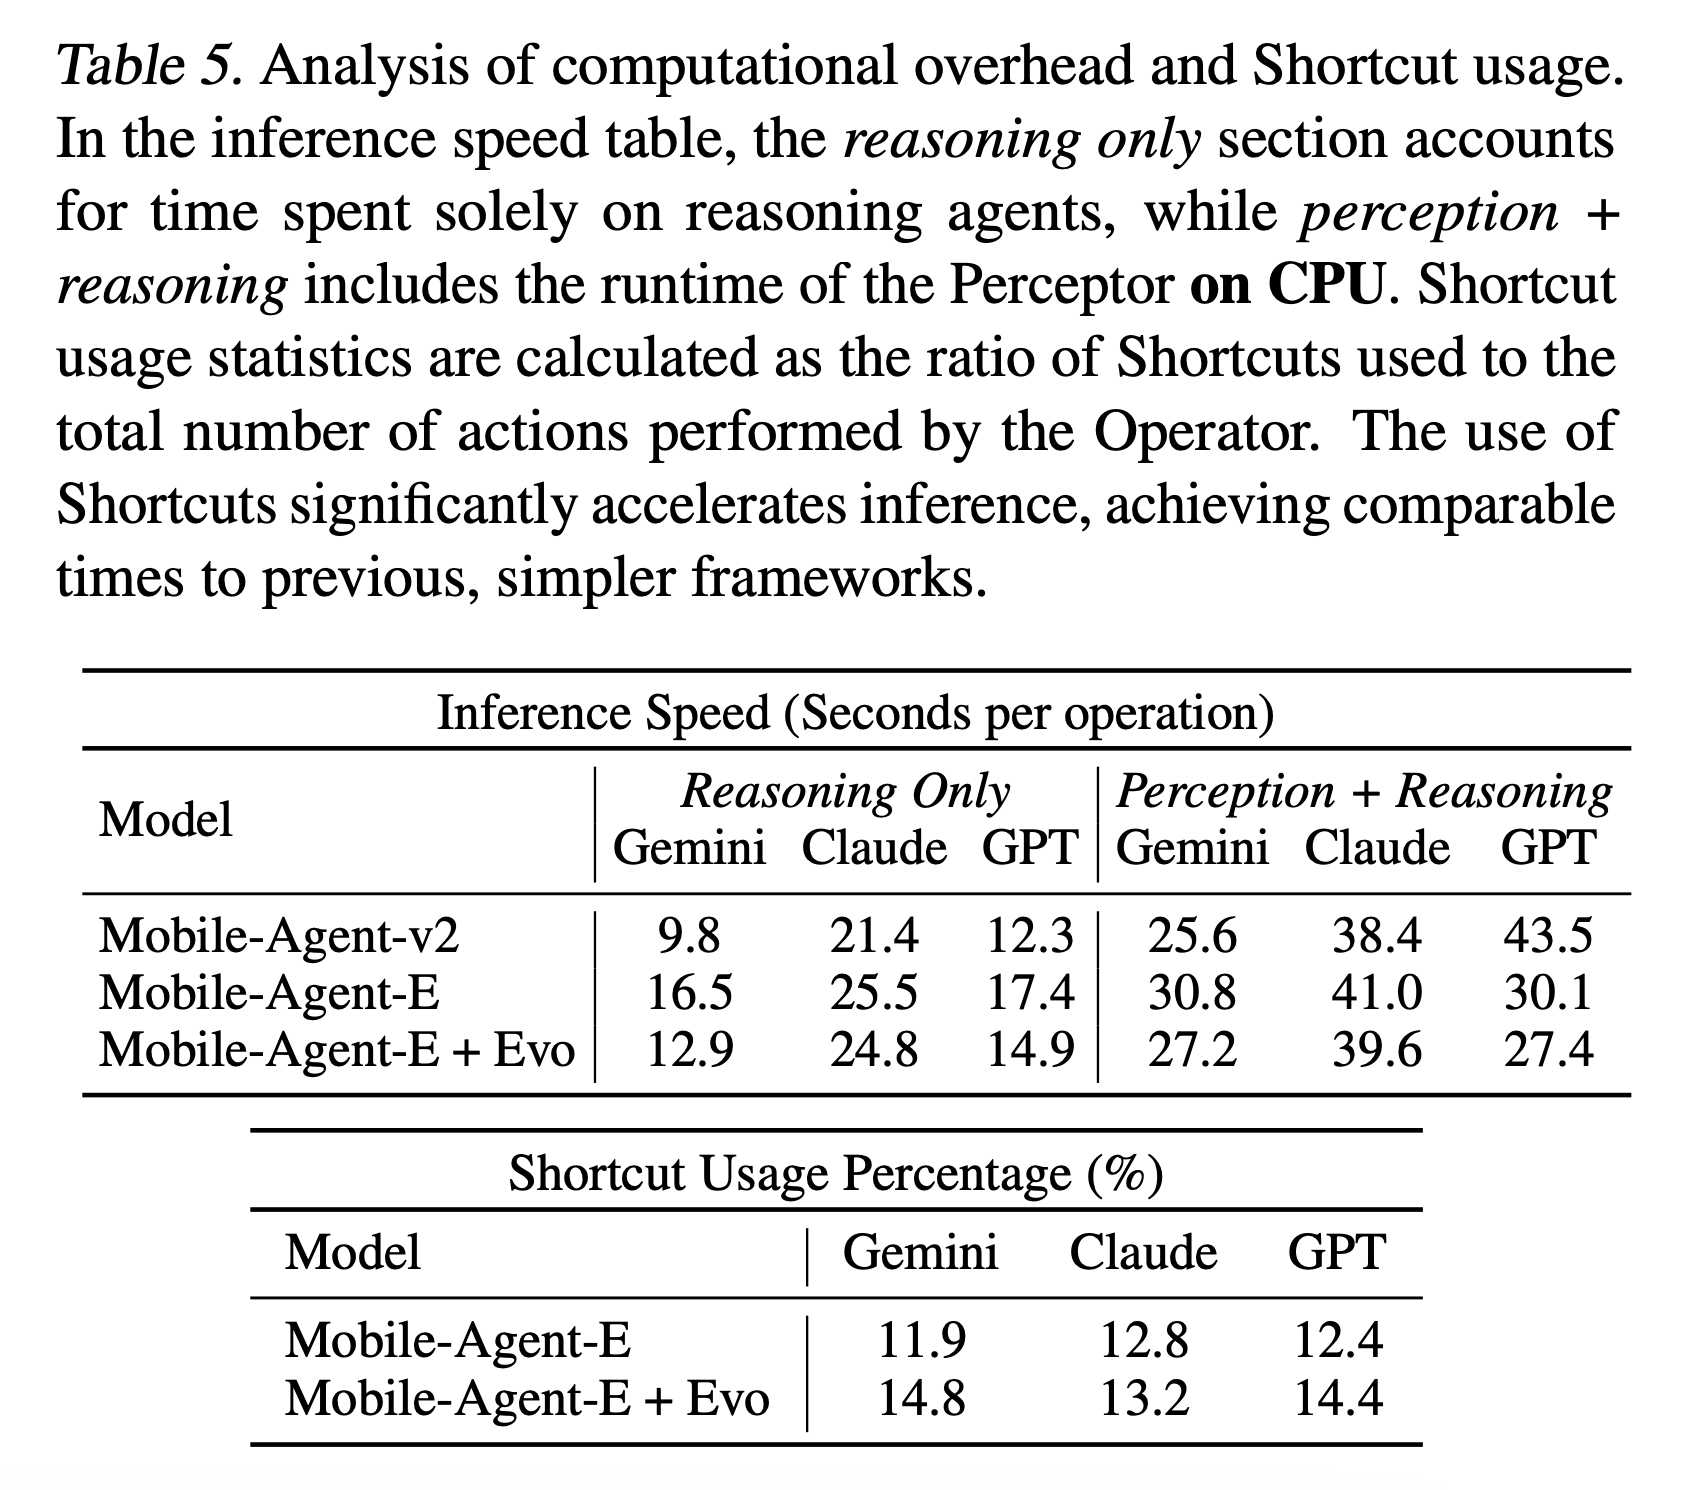 Table 5. Analysis of computational overhead and Shortcut usage.
In the inference speed table, the reasoning only section accounts
for time spent solely on reasoning agents, while perception +
reasoning includes the runtime of the Perceptor on CPU. Shortcut
usage statistics are calculated as the ratio of Shortcuts used to the
total number of actions performed by the Operator. The use of
Shortcuts significantly accelerates inference, achieving comparable
times to previous, simpler frameworks.
Inference Speed (Seconds per operation)
Model Reasoning Only Perception + Reasoning
Gemini Claude GPT Gemini Claude GPT
Mobile-Agent-v2 9.8 21.4 12.3 25.6 38.4 43.5
Mobile-Agent-E 16.5 25.5 17.4 30.8 41.0 30.1
Mobile-Agent-E + Evo 12.9 24.8 14.9 27.2 39.6 27.4
Shortcut Usage Percentage (%)
Model Gemini Claude GPT
Mobile-Agent-E 11.9 12.8 12.4
Mobile-Agent-E + Evo 14.8 13.2 14.4